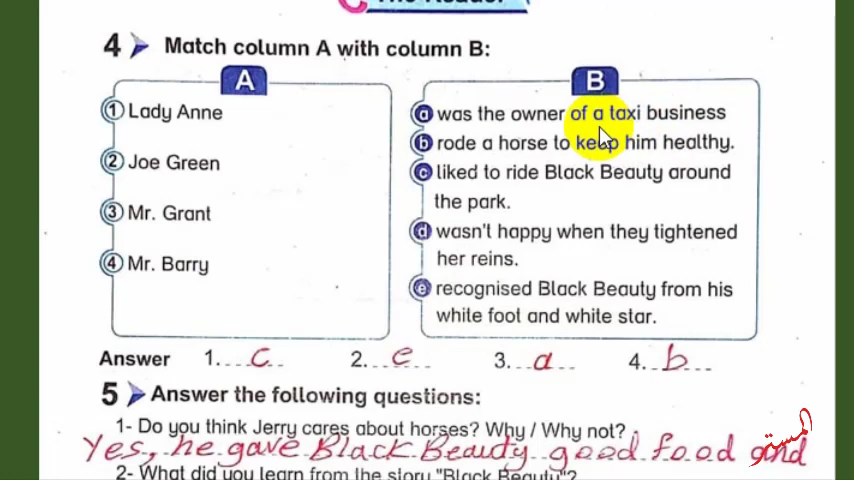 The Reader
4 Match column A with column B:
A
1 Lady Anne
2 Joe Green
3 Mr. Grant
4 Mr. Barry
B
a was the owner of a taxi business
b rode a horse to keep him healthy.
c liked to ride Black Beauty around
the park.
d wasn't happy when they tightened
her reins.
e recognised Black Beauty from his
white foot and white star.
Answer 1....c.. 2...e... 3...a... 4..b....
5 Answer the following questions:
1- Do you think Jerry cares about horses? Why / Why not?
Yes, he gave Black Beauty good food and
2- What did you learn from the story "Black Beauty"?